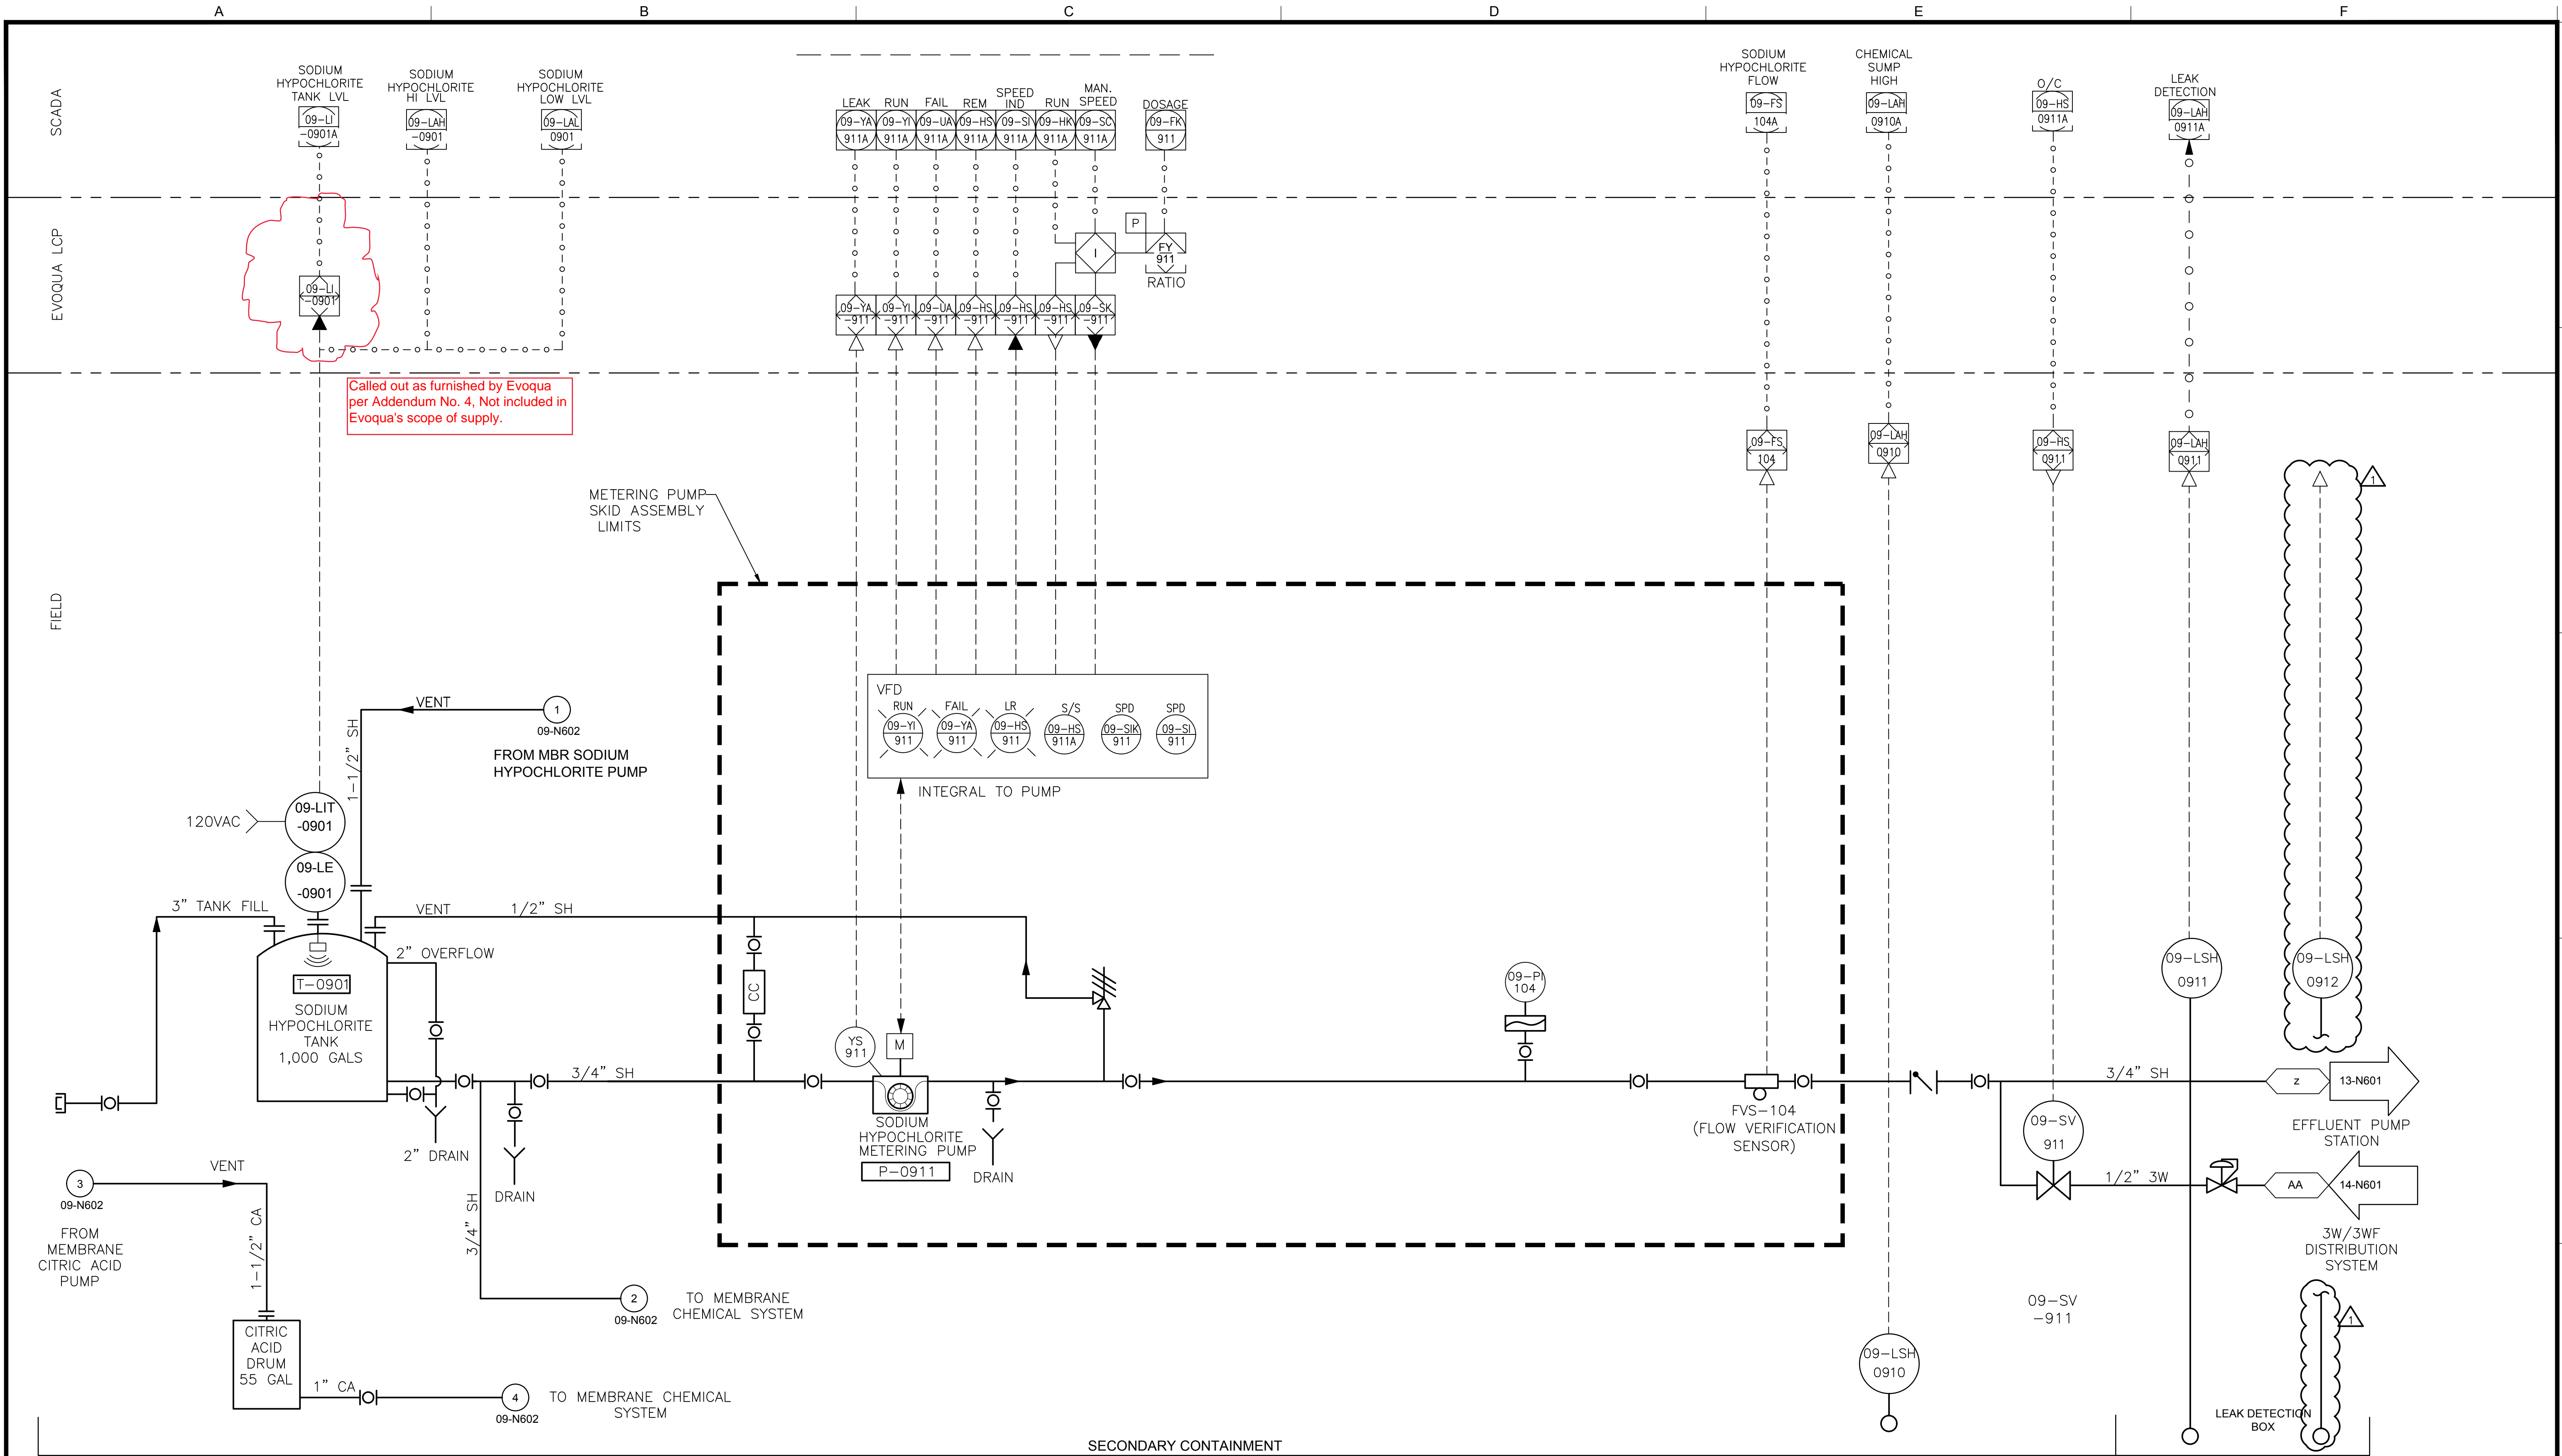 A
B
C
D
E
F
SCADA
SODIUM
HYPOCHLORITE
TANK LVL
09-LI
-0901A
SODIUM
HYPOCHLORITE
HI LVL
09-LAH
-0901
SODIUM
HYPOCHLORITE
LOW LVL
09-LAL
0901
LEAK
09-YA
911A
RUN
09-YI
911A
FAIL
09-UA
911A
REM
09-HS
911A
SPEED
IND
09-SI
911A
RUN
09-HK
911A
MAN.
SPEED
09-SC
911A
DOSAGE
09-FK
911
SODIUM
HYPOCHLORITE
FLOW
09-FS
104A
CHEMICAL
SUMP
HIGH
09-LAH
0910A
O/C
09-HS
0911A
LEAK
DETECTION
09-LAH
0911A
EVOQUA LCP
09-LI
-0901
P
I
FY
911
RATIO
09-YA
-911
09-YI
-911
09-UA
-911
09-HS
-911
09-HS
-911
09-HS
-911
09-SK
-911
Called out as furnished by Evoqua
per Addendum No. 4, Not included in
Evoqua's scope of supply.
FIELD
09-FS
104
09-LAH
0910
09-HS
0911
09-LAH
0911
1
METERING PUMP
SKID ASSEMBLY
LIMITS
VFD
RUN
09-YI
911
FAIL
09-YA
911
LR
09-HS
911
S/S
09-HS
911A
SPD
09-SIK
911
SPD
09-SI
911
INTEGRAL TO PUMP
VENT
1
09-N602
FROM MBR SODIUM
HYPOCHLORITE PUMP
1-1/2" SH
120VAC
09-LIT
-0901
09-LE
-0901
3" TANK FILL
VENT
1/2" SH
2" OVERFLOW
T-0901
SODIUM
HYPOCHLORITE
TANK
1,000 GALS
CC
YS
911
M
09-PI
104
09-LSH
0911
09-LSH
0912
3/4" SH
SODIUM
HYPOCHLORITE
METERING PUMP
P-0911
DRAIN
FVS-104
(FLOW VERIFICATION
SENSOR)
3/4" SH
z
13-N601
EFFLUENT PUMP
STATION
09-SV
911
1/2" 3W
AA
14-N601
3W/3WF
DISTRIBUTION
SYSTEM
2" DRAIN
DRAIN
3/4" SH
3
09-N602
VENT
FROM
MEMBRANE
CITRIC ACID
PUMP
1-1/2" CA
2
09-N602
TO MEMBRANE
CHEMICAL SYSTEM
09-SV
-911
1
CITRIC
ACID
DRUM
55 GAL
1" CA
4
09-N602
TO MEMBRANE CHEMICAL
SYSTEM
09-LSH
0910
LEAK DETECTION
BOX
SECONDARY CONTAINMENT